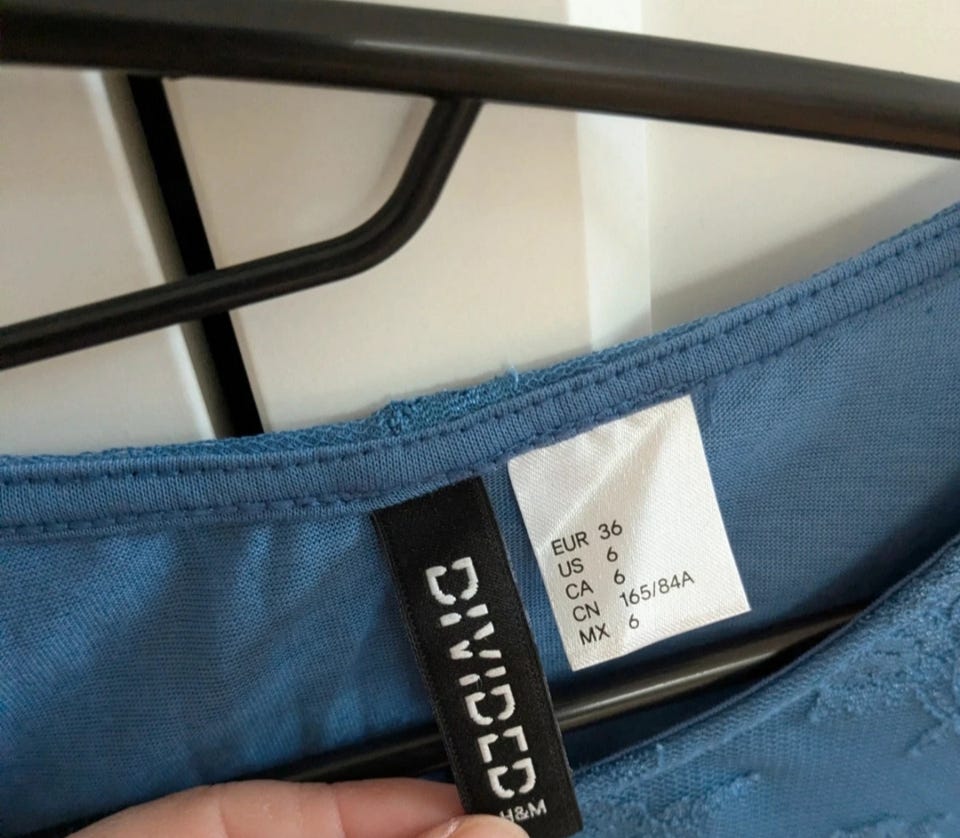 DIVIDED
H&M
EUR 36
US 6
CA 6
CN 165/84A
MX 6